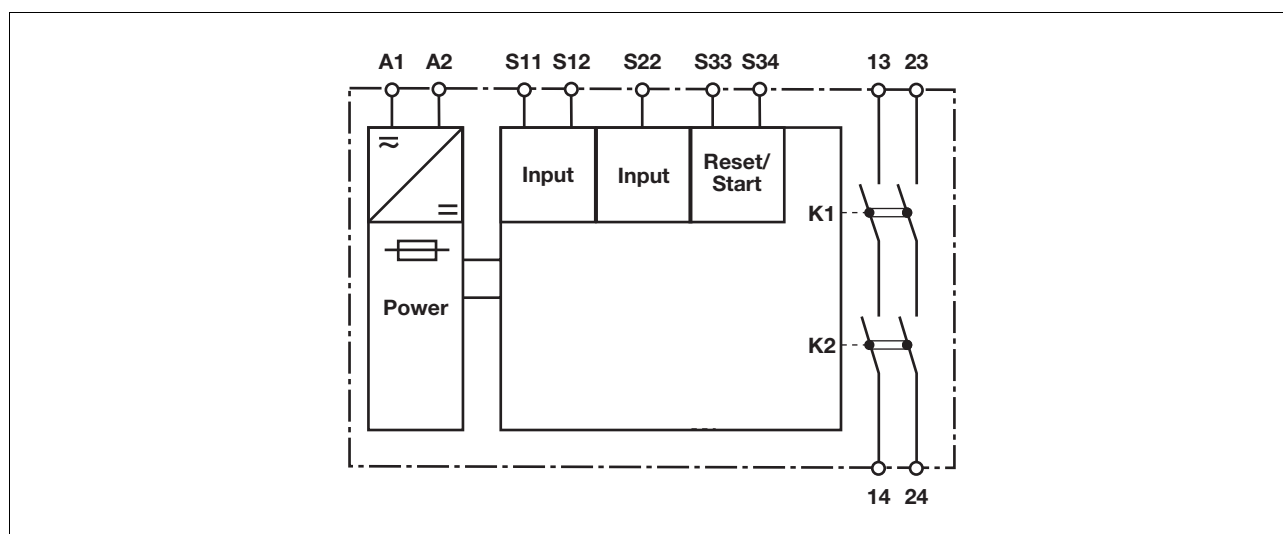 A1 A2 S11 S12 S22 S33 S34 13 23
Input Input Reset/
Start
K1
Power
K2
14 24